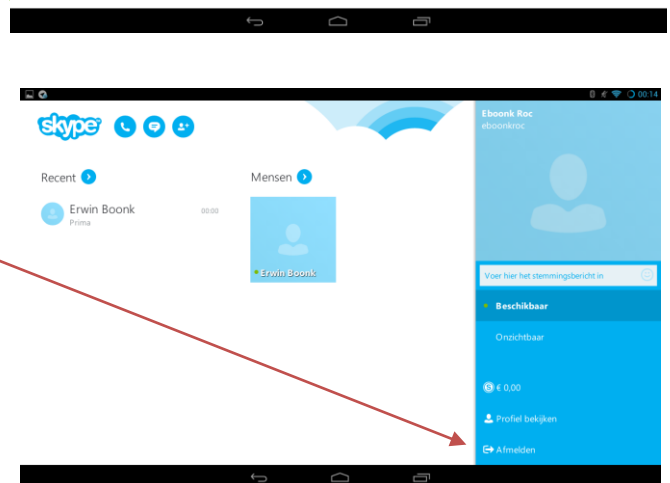 00:14
skype
Eboonk Roc
eboonkroc
Recent
Mensen
Erwin Boonk
00:00
Prima
Erwin Boonk
Voer hier het stemmingsbericht in
Beschikbaar
Onzichtbaar
€ 0,00
Profiel bekijken
Afmelden